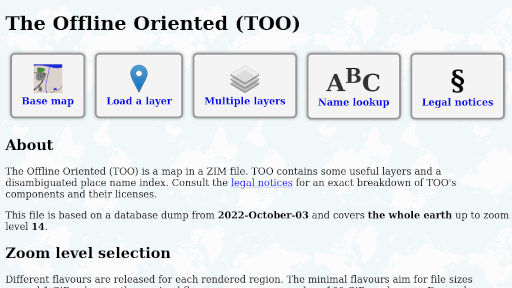 The Offline Oriented (TOO)
Base map
Load a layer
Multiple layers
ABC
Name lookup
§
Legal notices
About
The Offline Oriented (TOO) is a map in a ZIM file. TOO contains some useful layers and a
disambiguated place name index. Consult the legal notices for an exact breakdown of TOO's
components and their licenses.
This file is based on a database dump from 2022-October-03 and covers the whole earth up to zoom
level 14.
Zoom level selection
Different flavours are released for each rendered region. The minimal flavours aim for file sizes